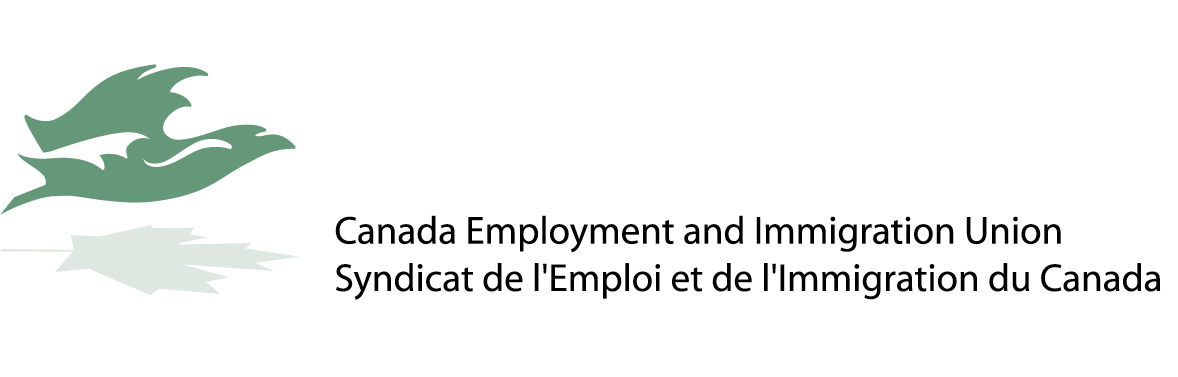 Canada Employment and Immigration Union
Syndicat de l'Emploi et de l'Immigration du Canada